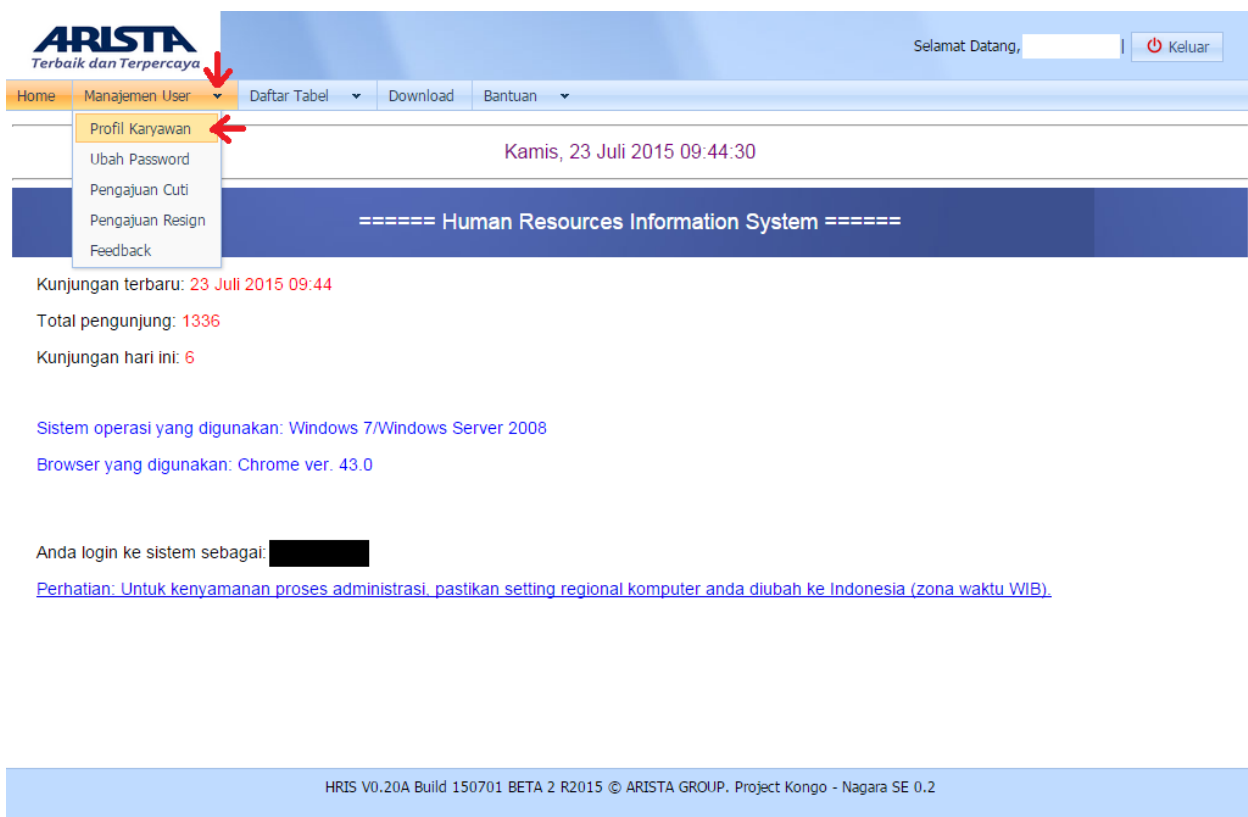 ARISTA
Terbaik dan Terpercaya
Selamat Datang, | Keluar
Home Manajemen User Daftar Tabel Download Bantuan
Profil Karyawan
Ubah Password
Pengajuan Cuti
Pengajuan Resign
Feedback
Kamis, 23 Juli 2015 09:44:30
====== Human Resources Information System ======
Kunjungan terbaru: 23 Juli 2015 09:44
Total pengunjung: 1336
Kunjungan hari ini: 6
Sistem operasi yang digunakan: Windows 7/Windows Server 2008
Browser yang digunakan: Chrome ver. 43.0
Anda login ke sistem sebagai:
Perhatian: Untuk kenyamanan proses administrasi, pastikan setting regional komputer anda diubah ke Indonesia (zona waktu WIB).
HRIS V0.20A Build 150701 BETA 2 R2015 © ARISTA GROUP. Project Kongo - Nagara SE 0.2